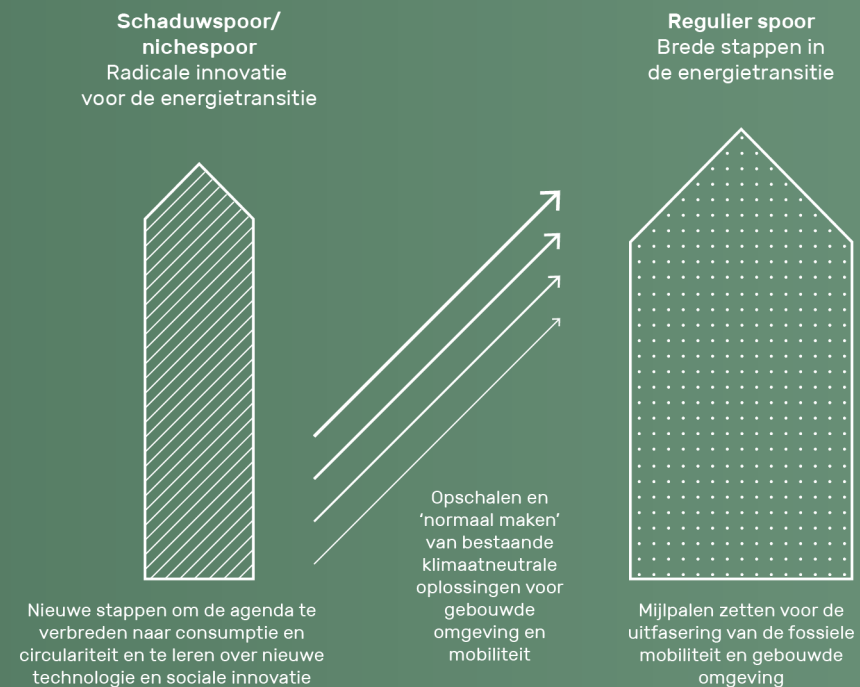 Schaduwspoor/
nichespoor
Radicale innovatie
voor de energietransitie
Regulier spoor
Brede stappen in
de energietransitie
Opschalen en
‘normaal maken’
van bestaande
klimaatneutrale
oplossingen voor
gebouwde
omgeving en
mobiliteit
Nieuwe stappen om de agenda te
verbreden naar consumptie en
circulariteit en te leren over nieuwe
technologie en sociale innovatie
Mijlpalen zetten voor de
uitfasering van de fossiele
mobiliteit en gebouwde
omgeving